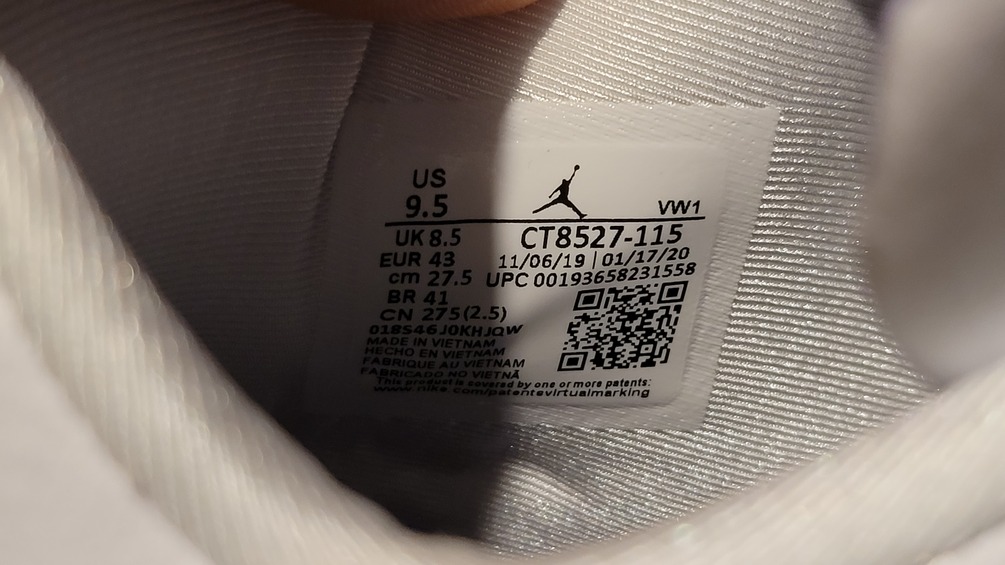 US
9.5
VW1
UK 8.5
CT8527-115
EUR 43
11/06/19 | 01/17/20
cm 27.5
UPC 00193658231558
BR 41
CN 275(2.5)
018S46J0KHJQW
MADE IN VIETNAM
HECHO EN VIETNAM
FABRIQUE AU VIETNAM
FABRICADO NO VIETNÃ
This product is covered by one or more patents:
www.nike.com/patentevirtualmarking